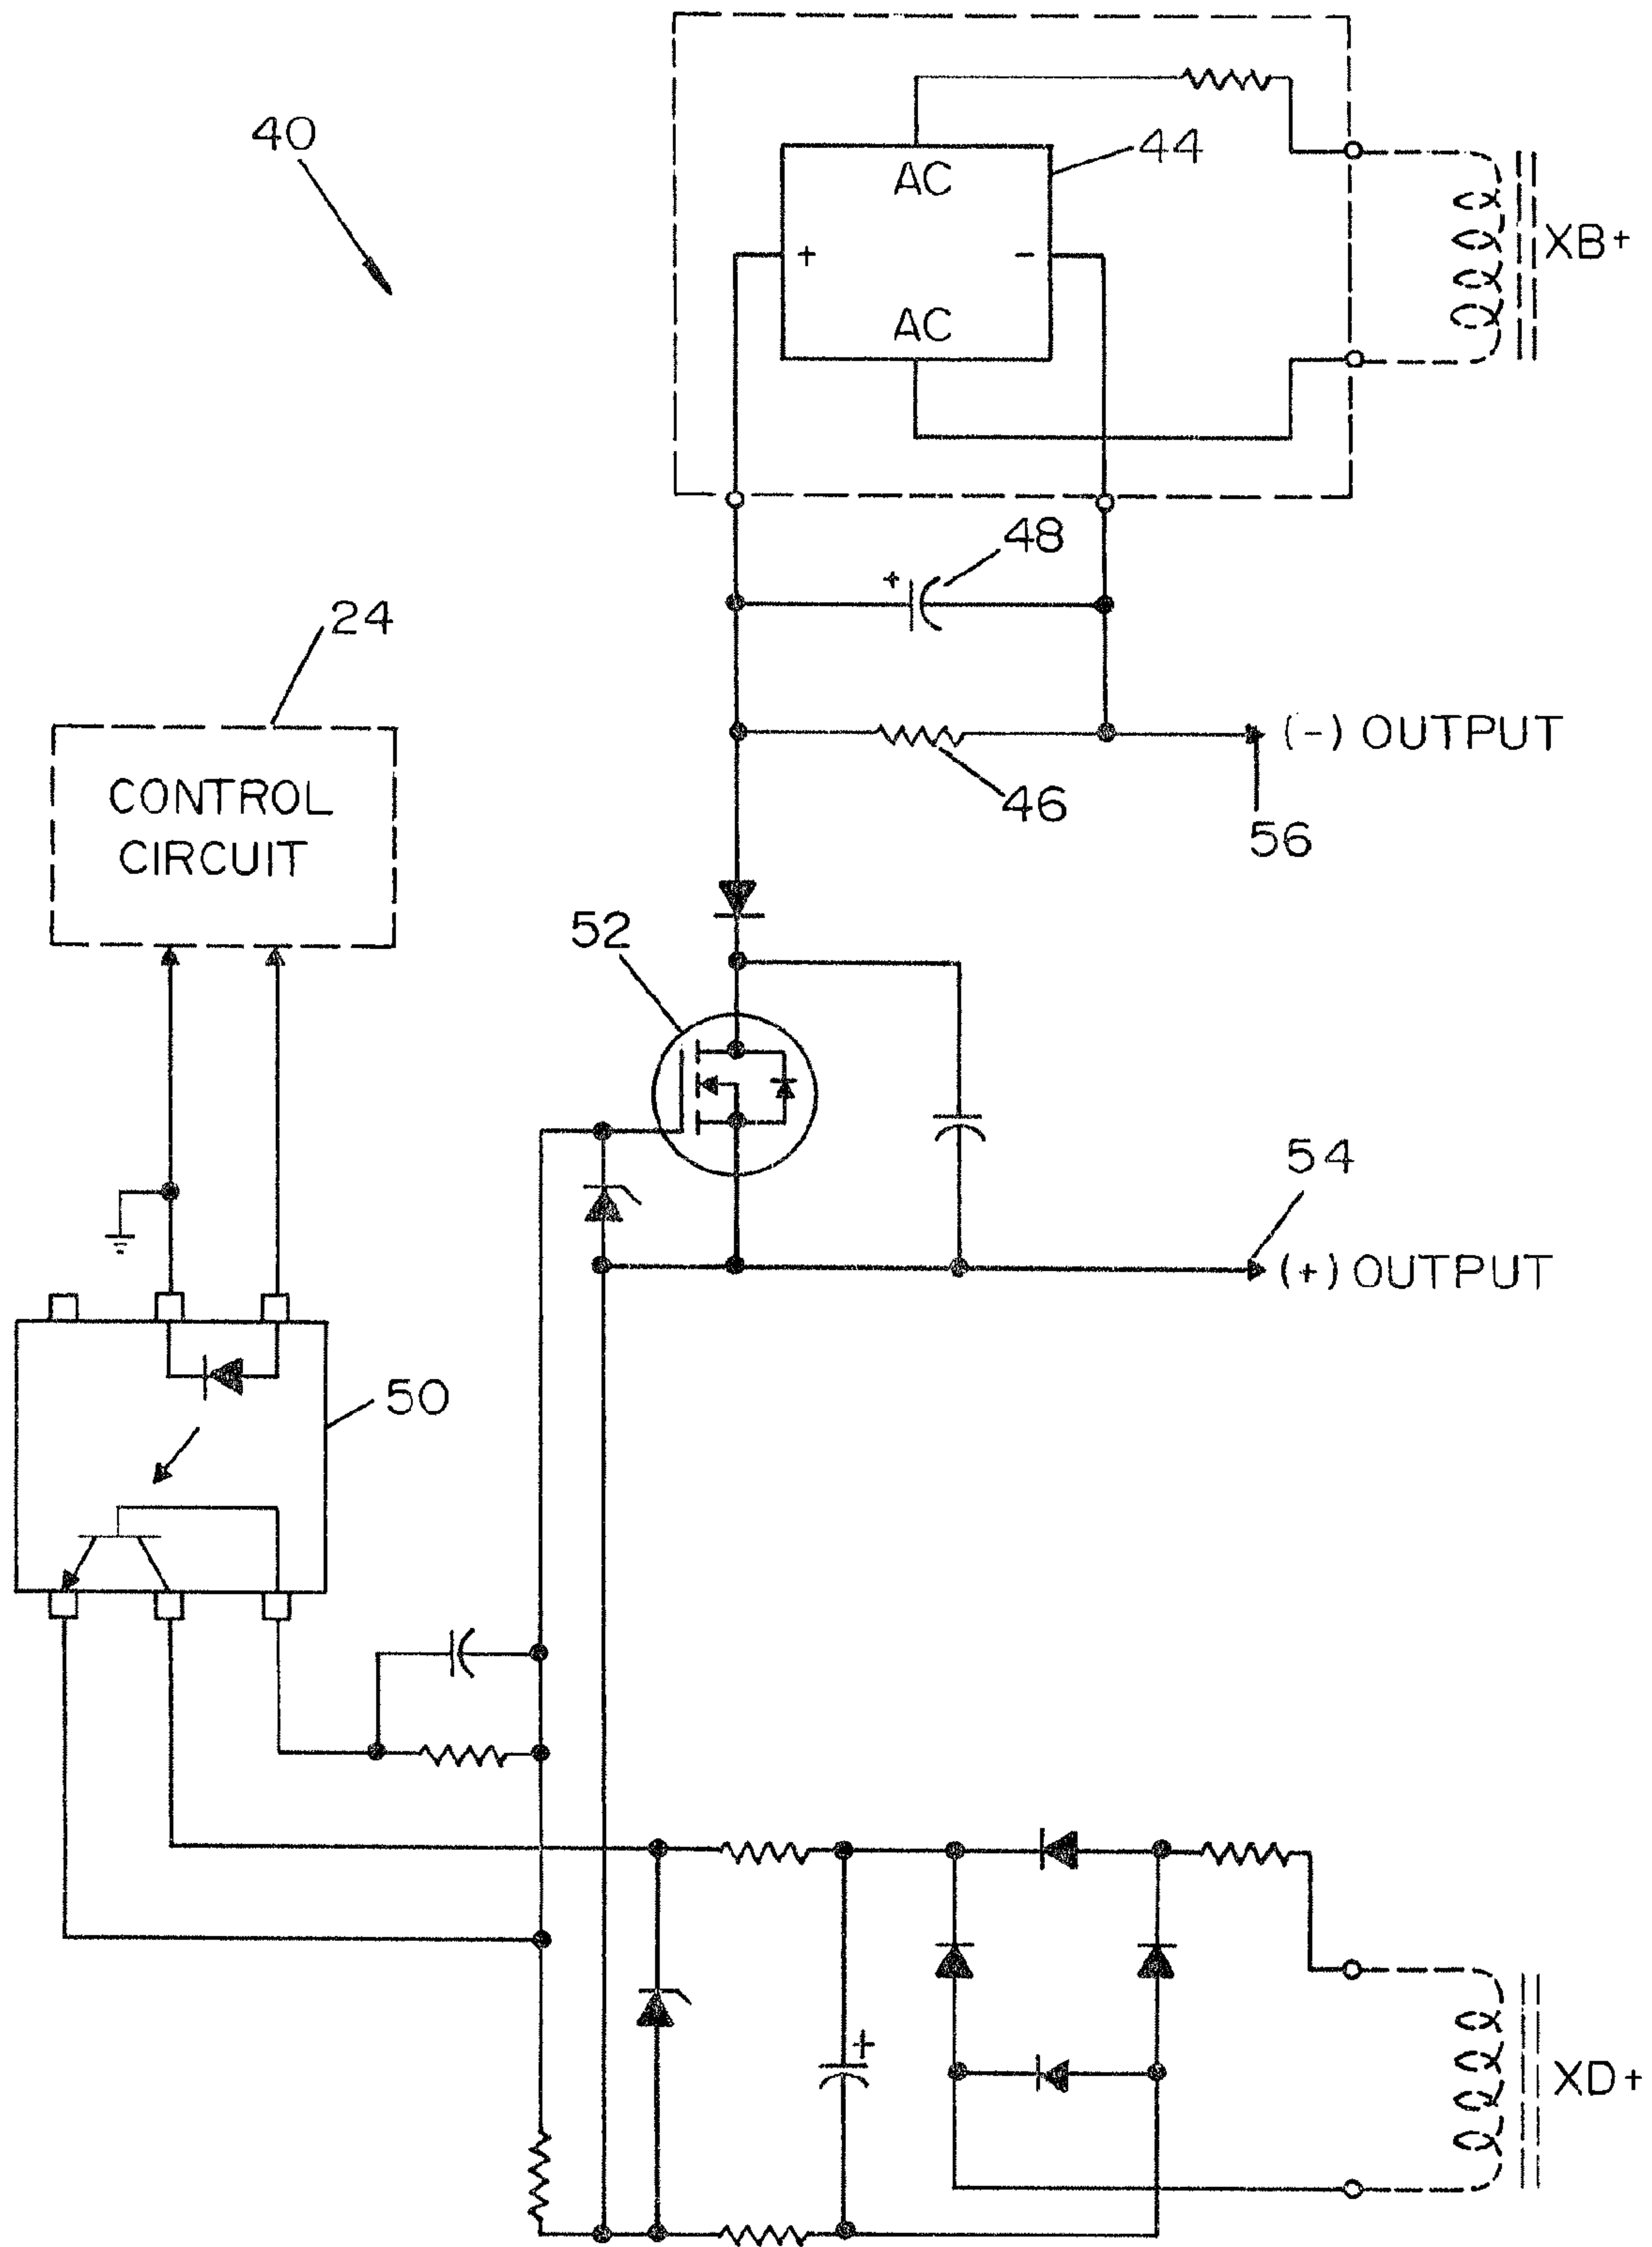 40
AC
44
+
-
XB+
AC
+
48
24
(-) OUTPUT
CONTROL
CIRCUIT
46
56
52
54
(+) OUTPUT
50
+
XD+